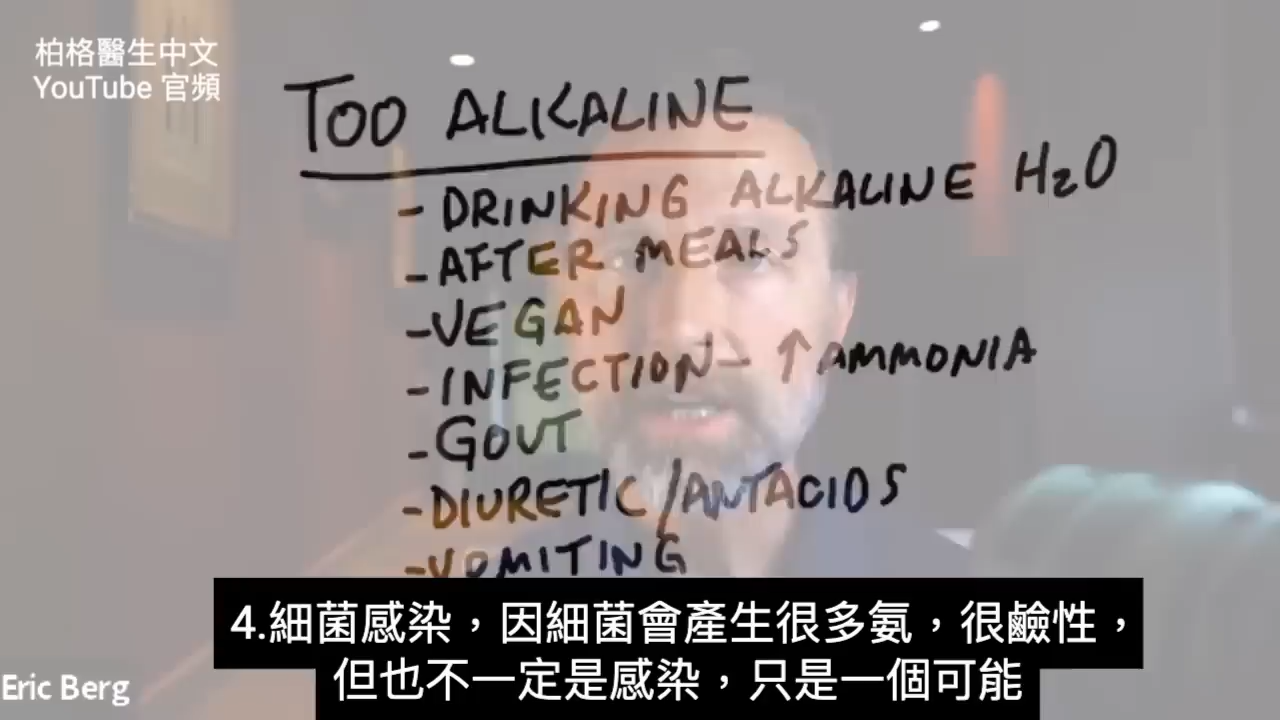 柏格醫生中文
YouTube 官頻
TOO ALKALINE
- DRINKING ALKALINE H2O
- AFTER MEALS
- VEGAN
- INFECTION - ↑ AMMONIA
- GOUT
- DIURETIC/ANTACIDS
- VOMITING
4.細菌感染，因細菌會產生很多氨，很鹼性，
但也不一定是感染，只是一個可能
Eric Berg